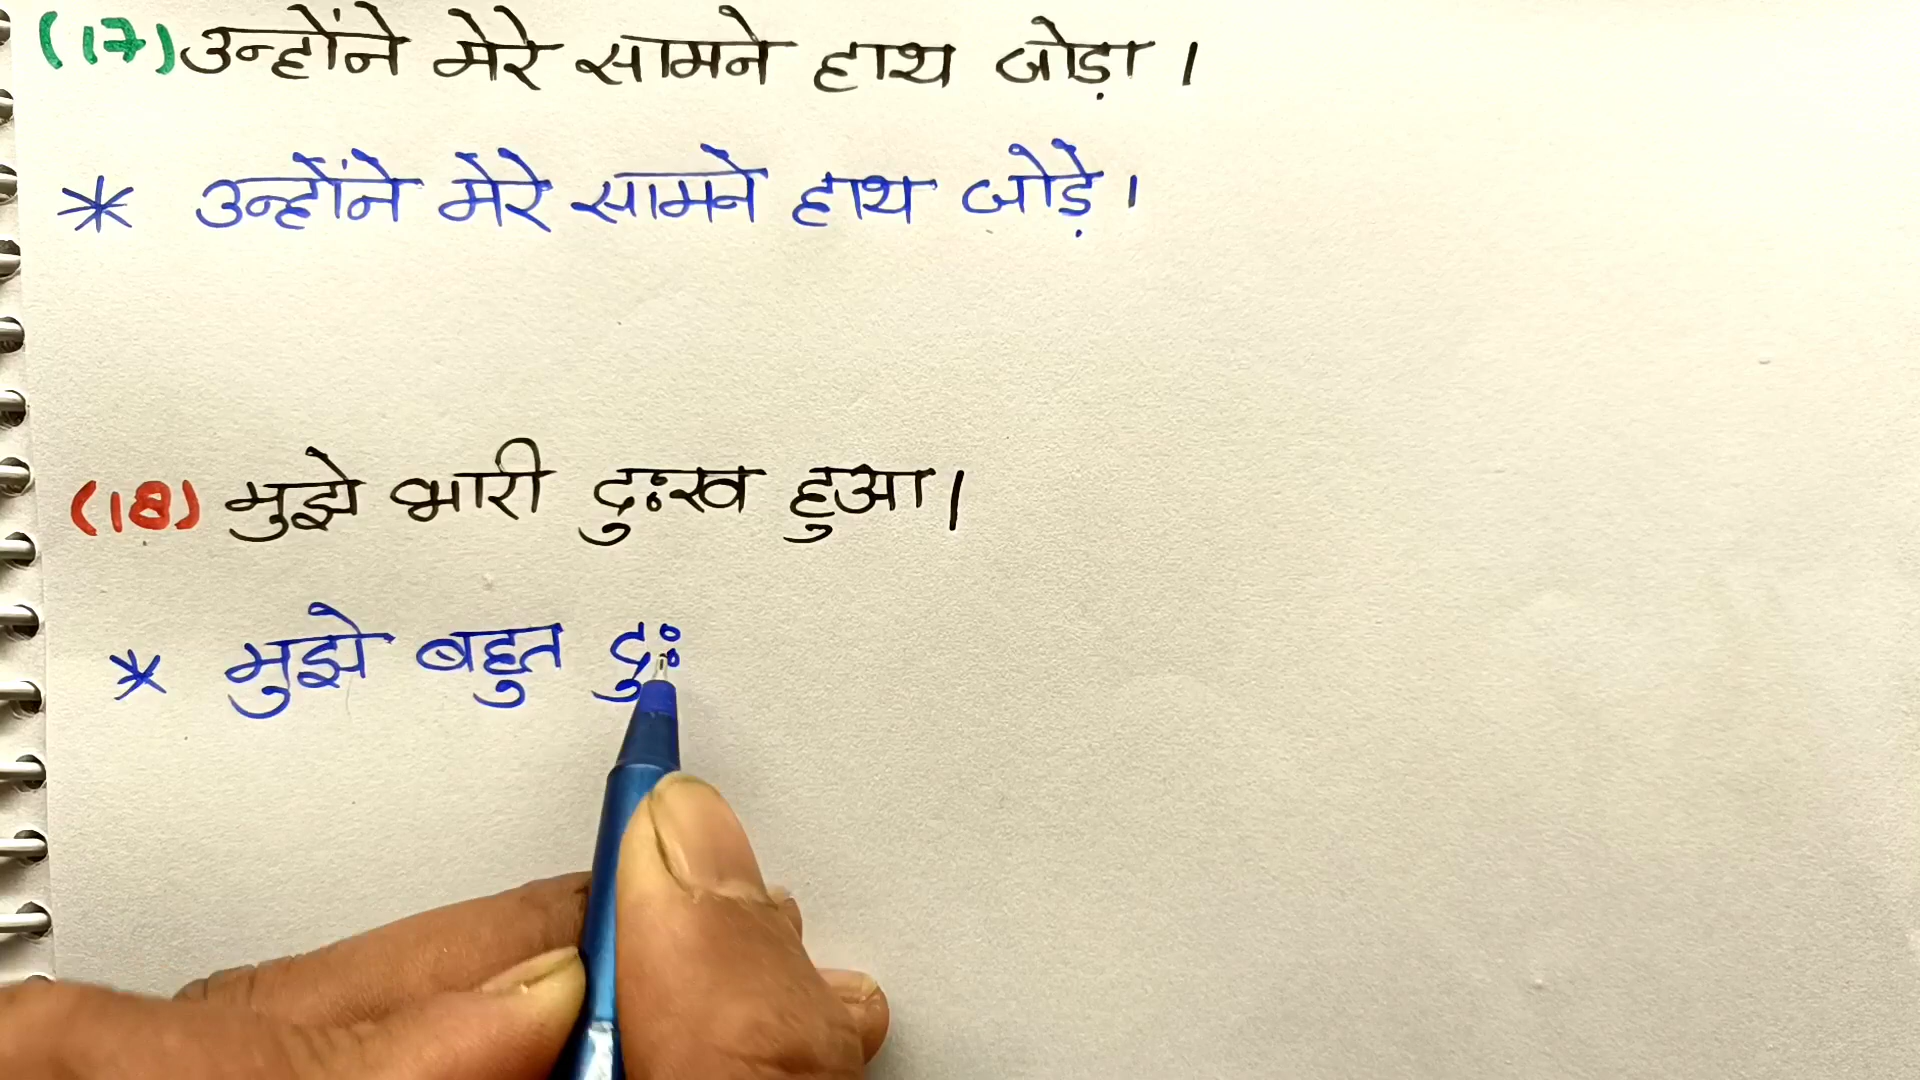 (17) उन्होंने मेरे सामने हाथ जोड़ा ।
* उन्होंने मेरे सामने हाथ जोड़े ।
(18) मुझे भारी दुःख हुआ ।
* मुझे बहुत दुः